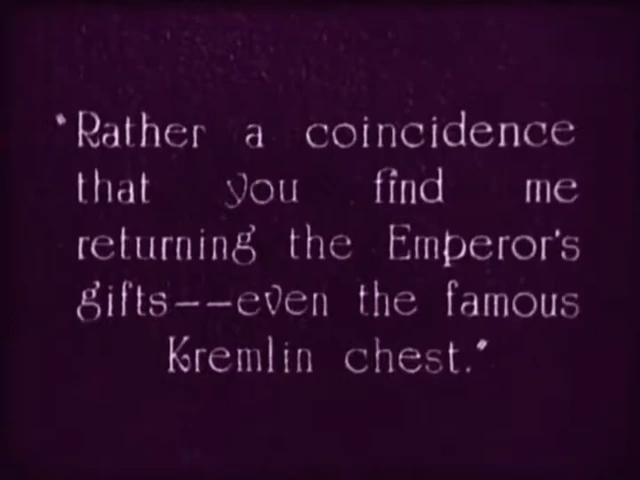 "Rather a coincidence
that you find me
returning the Emperor's
gifts--even the famous
Kremlin chest."